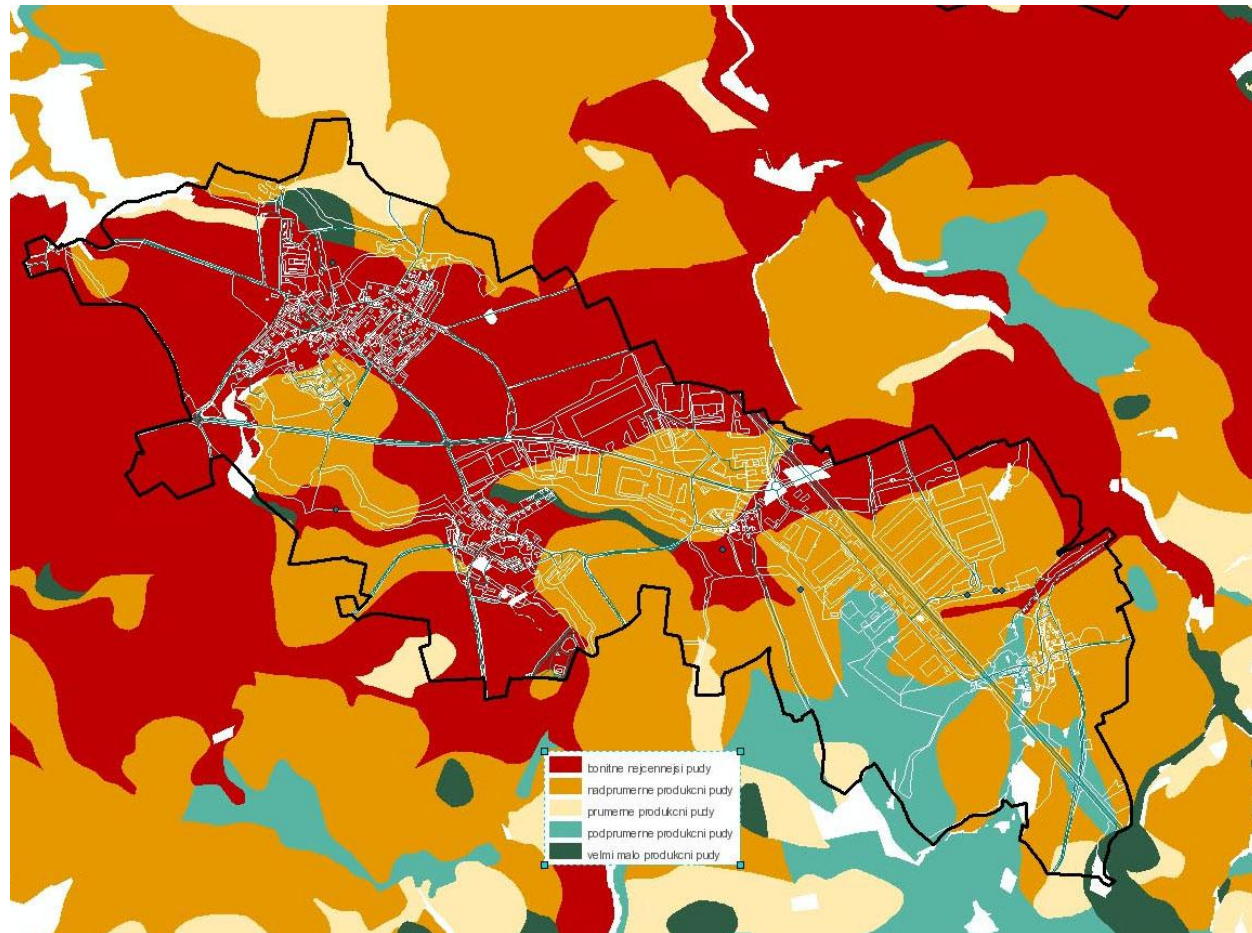 bonitne nejcennejsi pudy
nadprumerne produkcni pudy
prumerne produkcni pudy
podprumerne produkcni pudy
velmi malo produkcni pudy